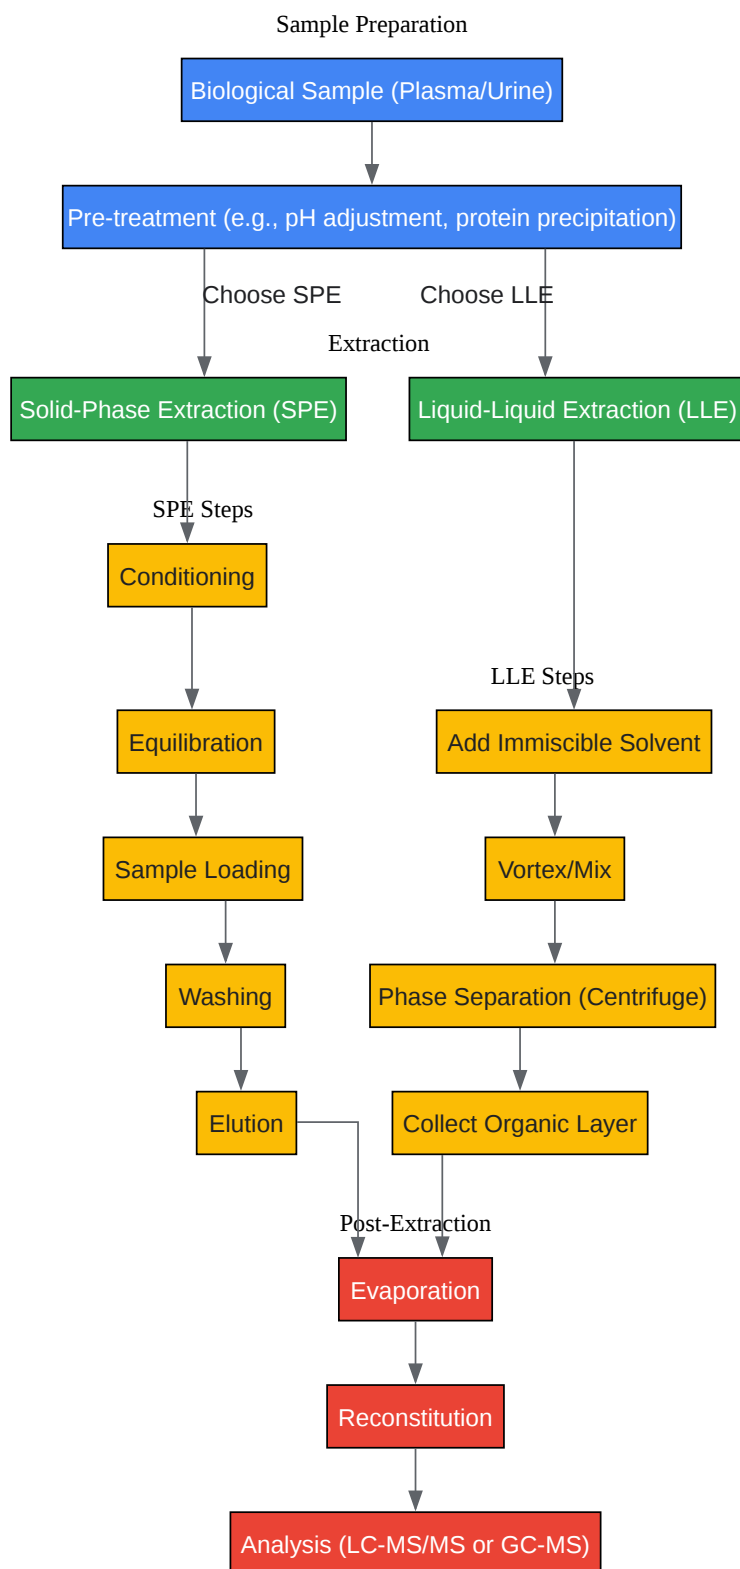 Sample Preparation
Biological Sample (Plasma/Urine)
Pre-treatment (e.g., pH adjustment, protein precipitation)
Choose SPE
Choose LLE
Extraction
Solid-Phase Extraction (SPE)
Liquid-Liquid Extraction (LLE)
SPE Steps
Conditioning
Equilibration
Sample Loading
Washing
Elution
LLE Steps
Add Immiscible Solvent
Vortex/Mix
Phase Separation (Centrifuge)
Collect Organic Layer
Post-Extraction
Evaporation
Reconstitution
Analysis (LC-MS/MS or GC-MS)